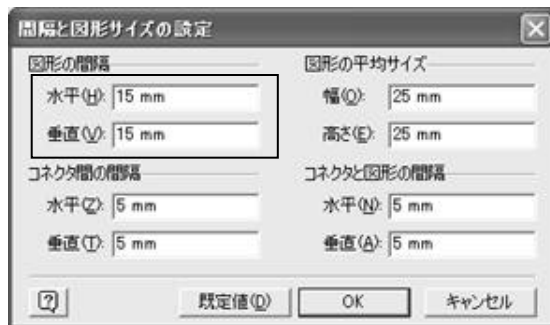 間隔と図形サイズの設定
図形の間隔
水平(H): 15 mm
垂直(V): 15 mm
図形の平均サイズ
幅(O): 25 mm
高さ(E): 25 mm
コネクタ間の間隔
水平(Z): 5 mm
垂直(T): 5 mm
コネクタと図形の間隔
水平(N): 5 mm
垂直(A): 5 mm
既定値(D) OK キャンセル